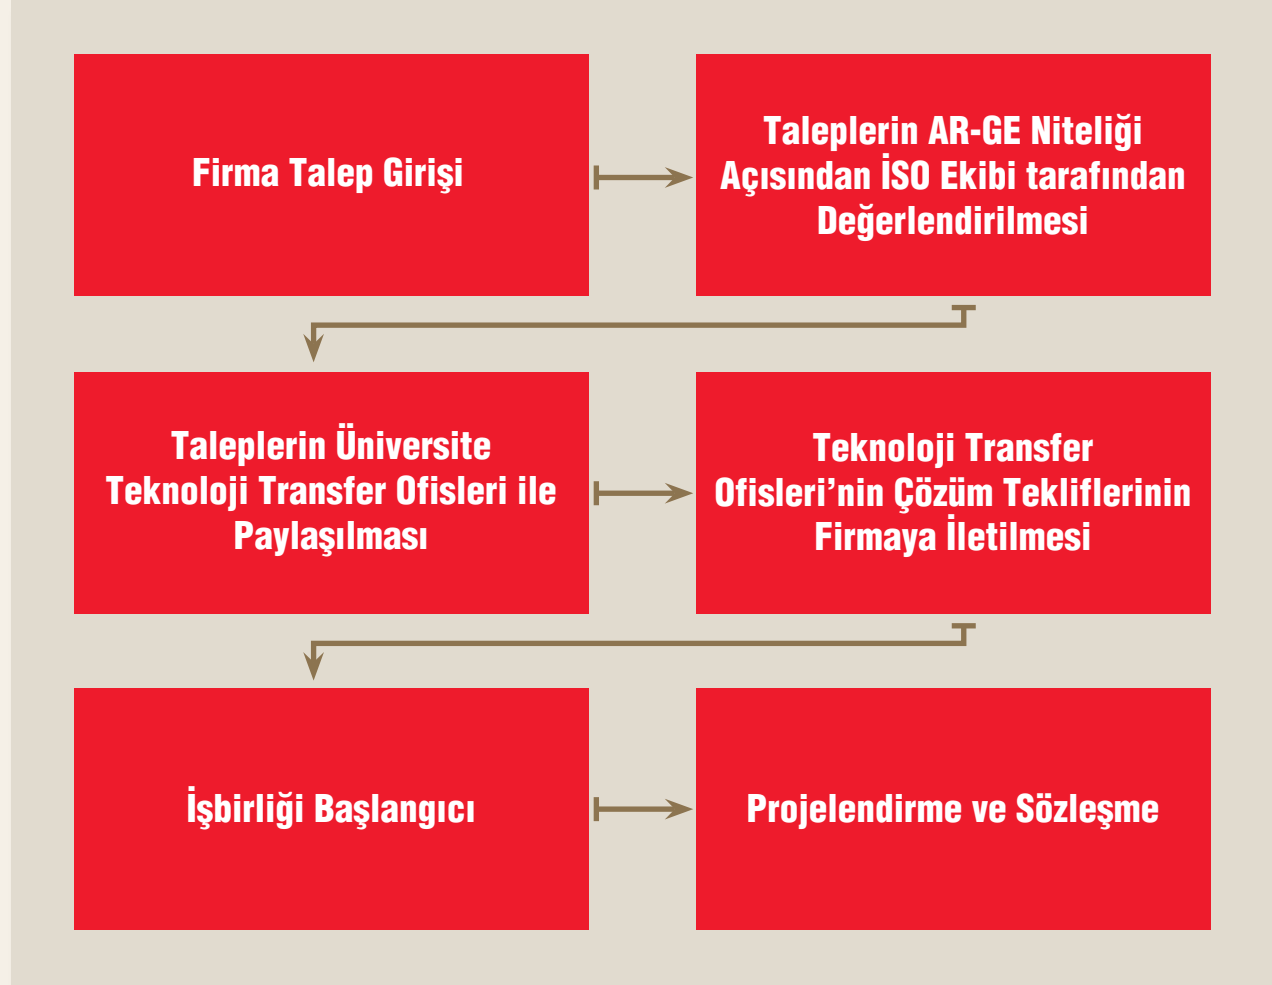 Firma Talep Girişi
Taleplerin AR-GE Niteliği
Açısından İSO Ekibi tarafından
Değerlendirilmesi
Taleplerin Üniversite
Teknoloji Transfer Ofisleri ile
Paylaşılması
Teknoloji Transfer
Ofisleri’nin Çözüm Tekliflerinin
Firmaya İletilmesi
İşbirliği Başlangıcı
Projelendirme ve Sözleşme